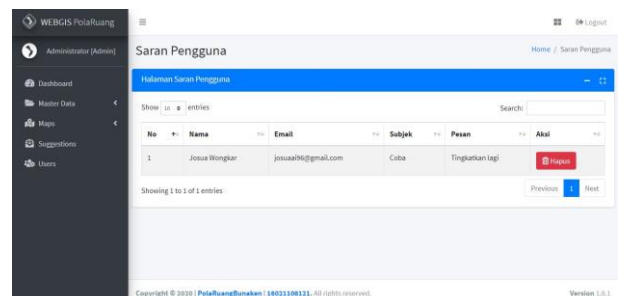 WEBGIS PolaRuang
Logout
Administrator [Admin]
Saran Pengguna
Home / Saran Pengguna
Dashboard
Master Data
Maps
Suggestions
Users
Halaman Saran Pengguna
Show 10 entries
Search:
No Nama Email Subjek Pesan Aksi
1 Josua Wongkar josuaai96@gmail.com Coba Tingkatkan lagi Hapus
Showing 1 to 1 of 1 entries
Previous 1 Next
Copyright © 2020 | PolaRuangBunaken | 16021106121. All rights reserved.
Version 1.0.1